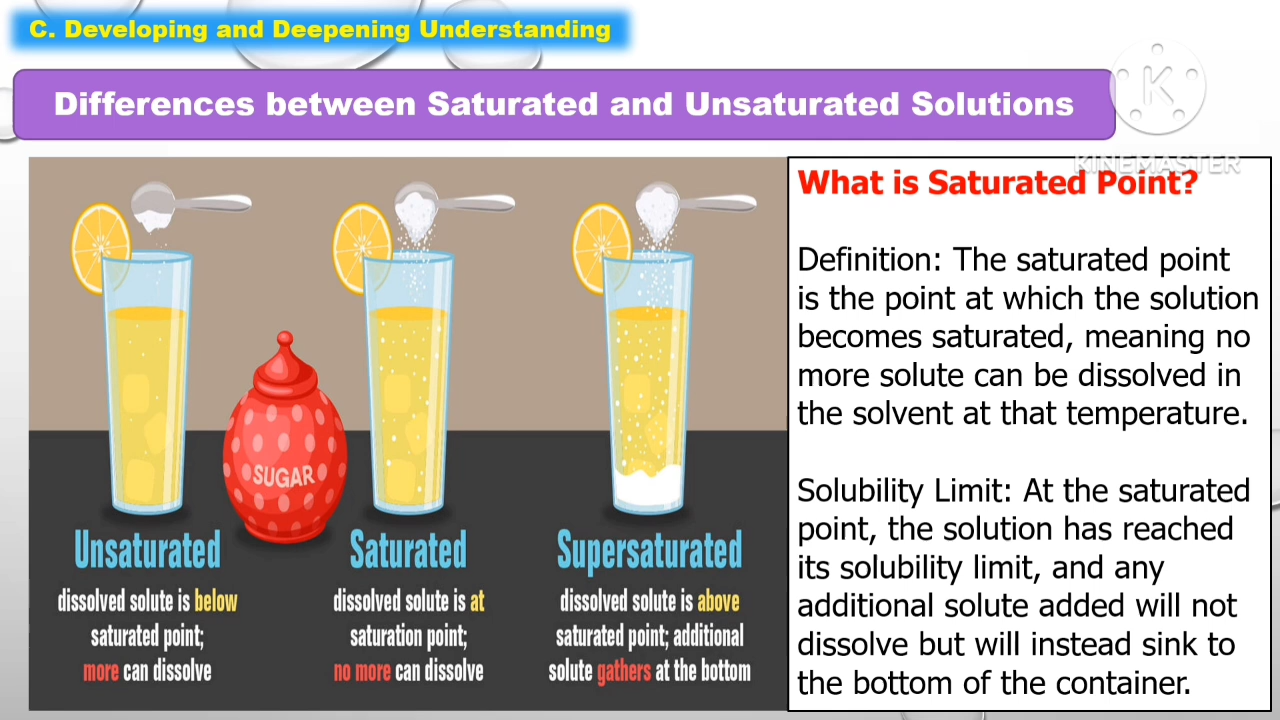 C. Developing and Deepening Understanding
Differences between Saturated and Unsaturated Solutions
K
KINEMASTER
SUGAR
Unsaturated
dissolved solute is below
saturated point;
more can dissolve
Saturated
dissolved solute is at
saturation point;
no more can dissolve
Supersaturated
dissolved solute is above
saturated point; additional
solute gathers at the bottom
What is Saturated Point?
Definition: The saturated point
is the point at which the solution
becomes saturated, meaning no
more solute can be dissolved in
the solvent at that temperature.
Solubility Limit: At the saturated
point, the solution has reached
its solubility limit, and any
additional solute added will not
dissolve but will instead sink to
the bottom of the container.